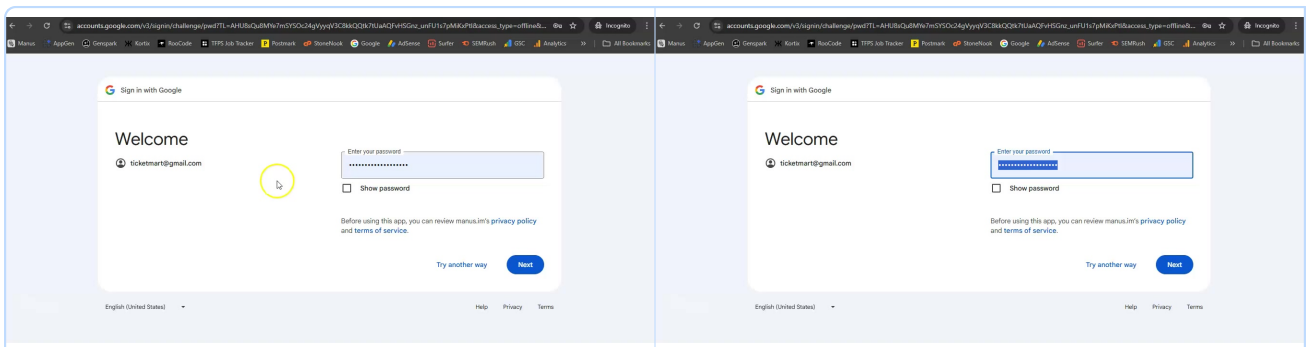 accounts.google.com/v3/signin/challenge/pwd?TL=AHU8sQu8MYe7mSYSOc24gVyyqV3C8kkQQtk7tUaAQFvHSGnz_unFU1s7pMiKxPtI&access_type=offline&... Incognito
Manus AppGen Genspark Kortix RooCode TFPS Job Tracker Postmark StoneNook Google AdSense Surfer SEMRush GSC Analytics » All Bookmarks
Sign in with Google
Welcome
ticketmart@gmail.com
Enter your password
••••••••••••••••••
Show password
Before using this app, you can review manus.im's privacy policy
and terms of service.
Try another way Next
English (United States) Help Privacy Terms
accounts.google.com/v3/signin/challenge/pwd?TL=AHU8sQu8MYe7mSYSOc24gVyyqV3C8kkQQtk7tUaAQFvHSGnz_unFU1s7pMiKxPtI&access_type=offline&... Incognito
Manus AppGen Genspark Kortix RooCode TFPS Job Tracker Postmark StoneNook Google AdSense Surfer SEMRush GSC Analytics » All Bookmarks
Sign in with Google
Welcome
ticketmart@gmail.com
Enter your password
••••••••••••••••••
Show password
Before using this app, you can review manus.im's privacy policy
and terms of service.
Try another way Next
English (United States) Help Privacy Terms